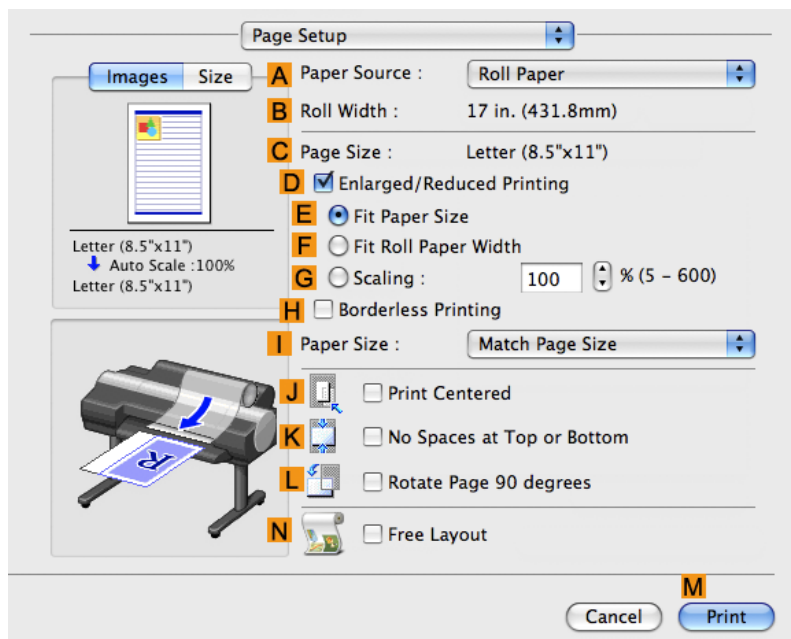 Page Setup
Images Size
A Paper Source : Roll Paper
B Roll Width : 17 in. (431.8mm)
C Page Size : Letter (8.5"x11")
D Enlarged/Reduced Printing
E Fit Paper Size
F Fit Roll Paper Width
G Scaling : 100 % (5 – 600)
H Borderless Printing
Letter (8.5"x11")
Auto Scale :100%
Letter (8.5"x11")
I Paper Size : Match Page Size
J Print Centered
K No Spaces at Top or Bottom
L Rotate Page 90 degrees
N Free Layout
R
M
Cancel Print